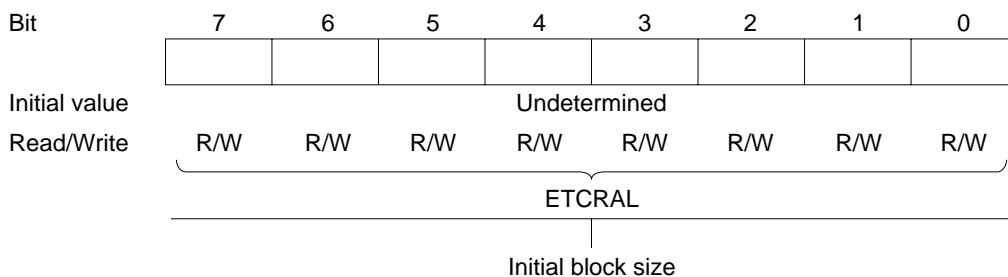 Bit 7 6 5 4 3 2 1 0
Initial value Undetermined
Read/Write R/W R/W R/W R/W R/W R/W R/W R/W
ETCRAL
Initial block size